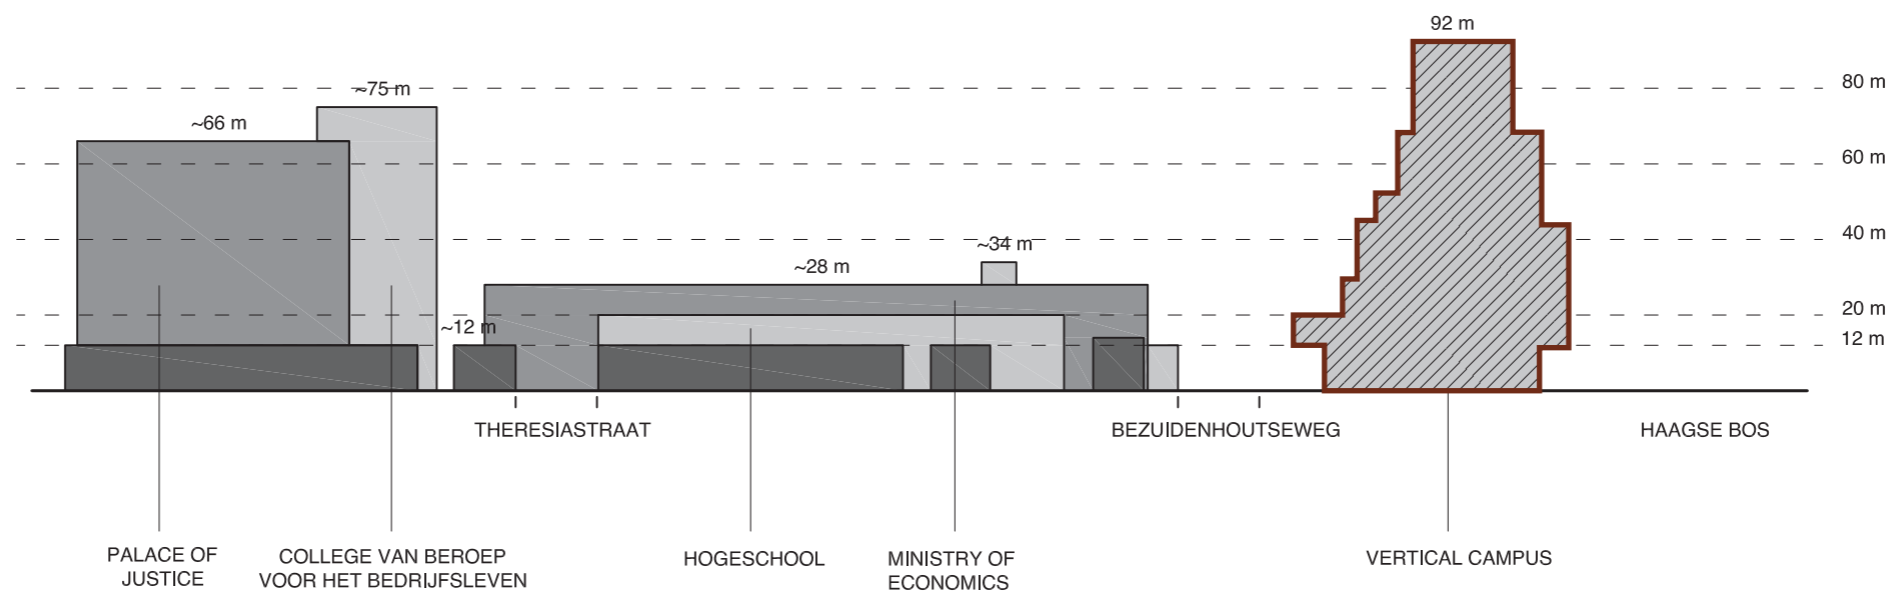 92 m
80 m
~75 m
~66 m
60 m
40 m
~34 m
~28 m
20 m
~12 m
12 m
THERESIASTRAAT
BEZUIDENHOUTSEWEG
HAAGSE BOS
PALACE OF
JUSTICE
COLLEGE VAN BEROEP
VOOR HET BEDRIJFSLEVEN
HOGESCHOOL
MINISTRY OF
ECONOMICS
VERTICAL CAMPUS